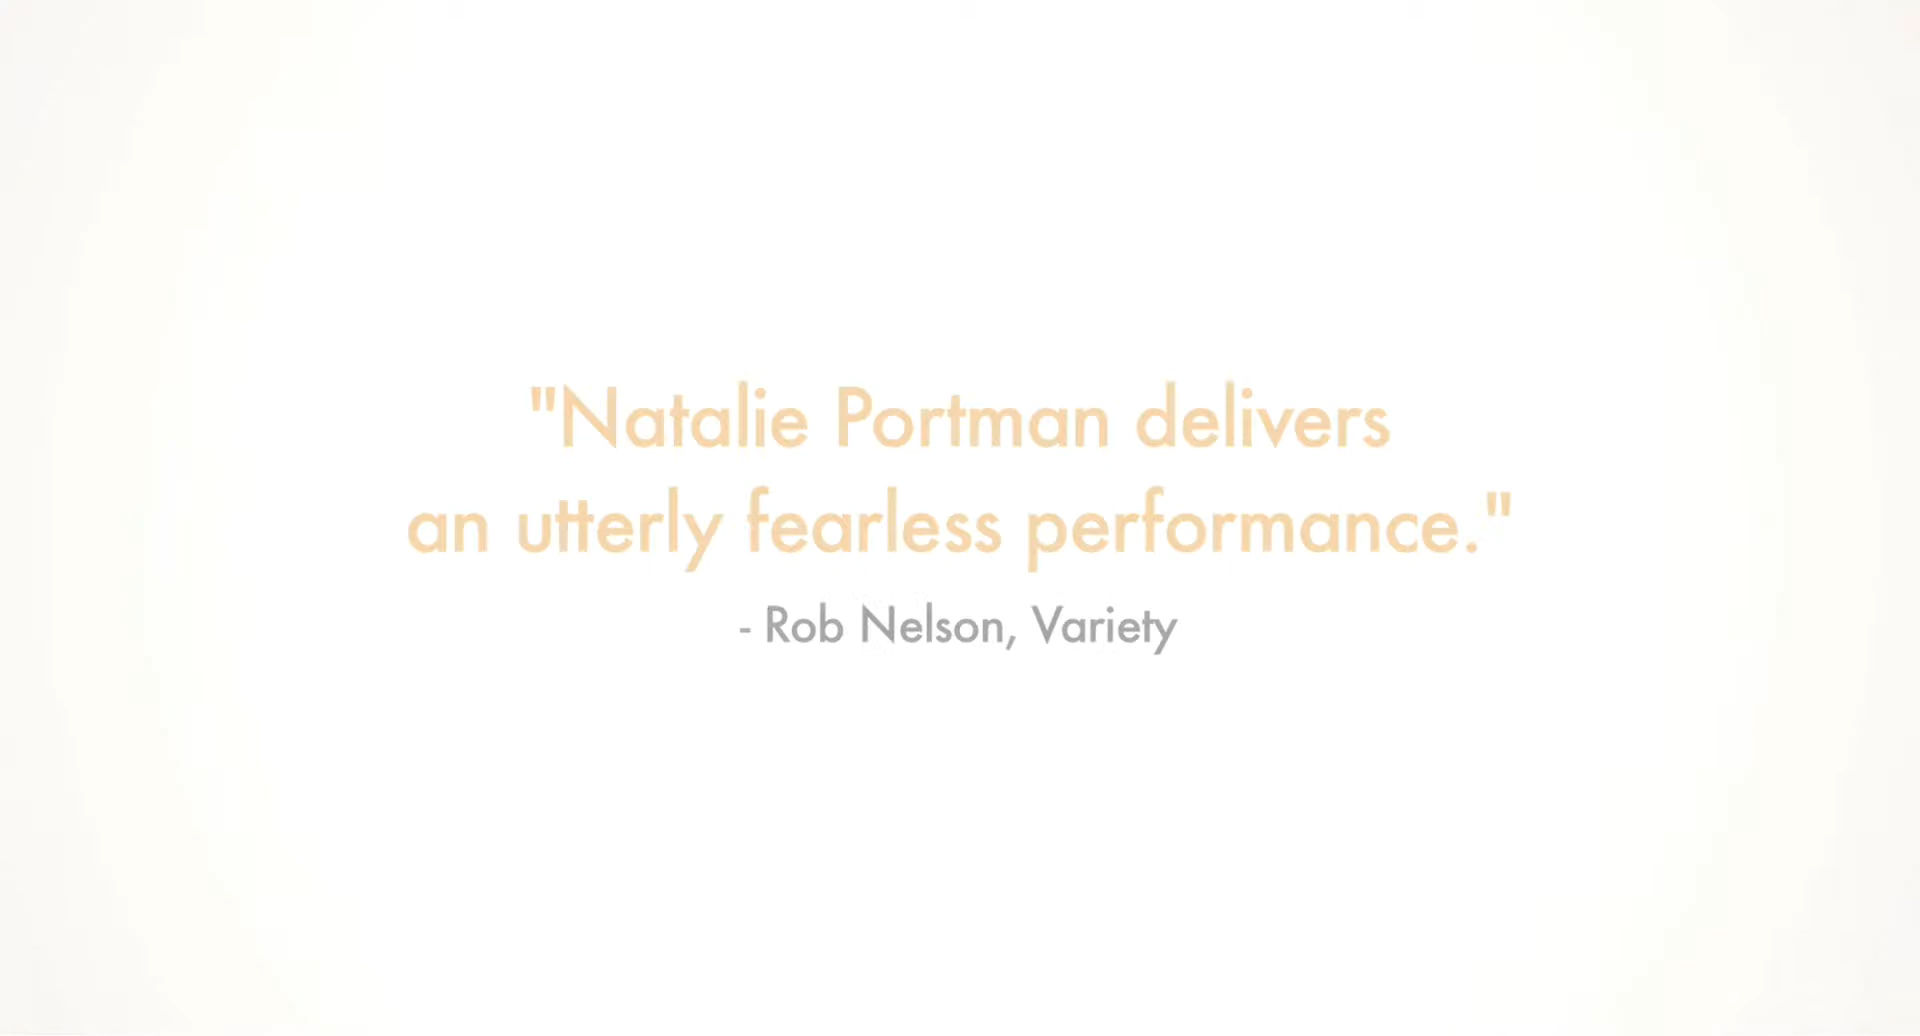 "Natalie Portman delivers
an utterly fearless performance."
- Rob Nelson, Variety